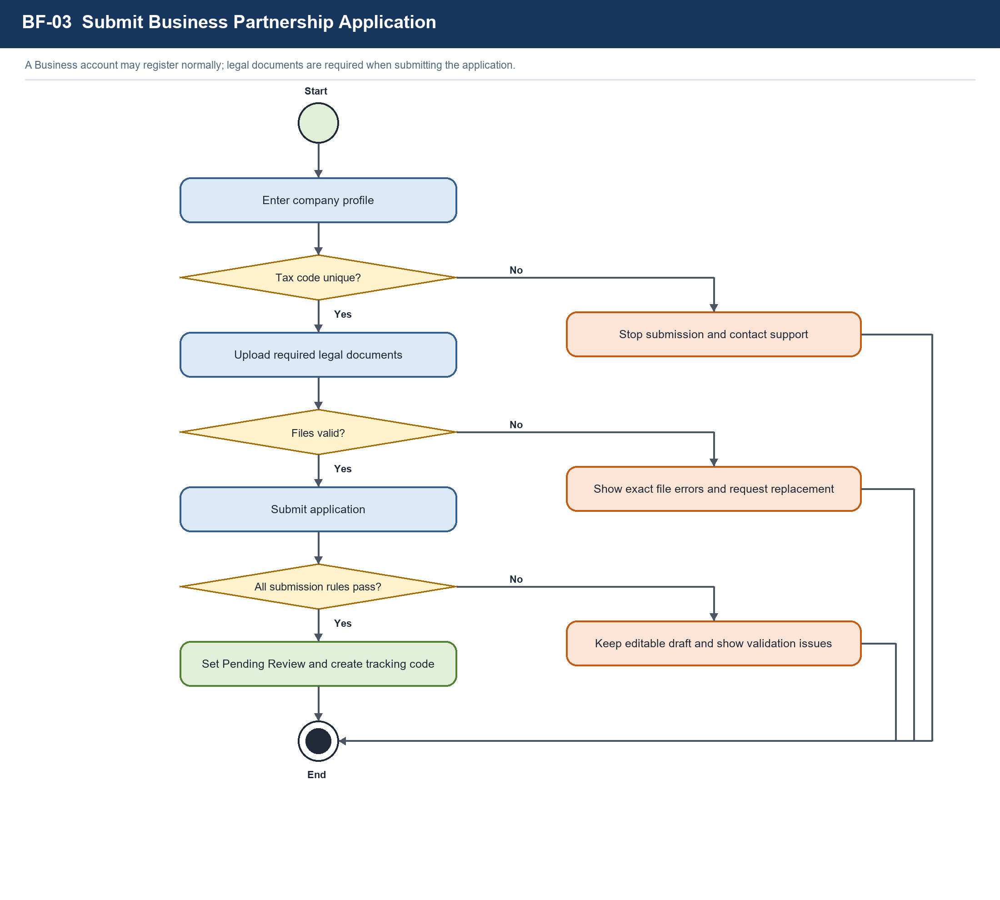 BF-03  Submit Business Partnership Application
A Business account may register normally; legal documents are required when submitting the application.
Start
Enter company profile
Tax code unique?
No
Yes
Stop submission and contact support
Upload required legal documents
Files valid?
No
Yes
Show exact file errors and request replacement
Submit application
All submission rules pass?
No
Yes
Keep editable draft and show validation issues
Set Pending Review and create tracking code
End